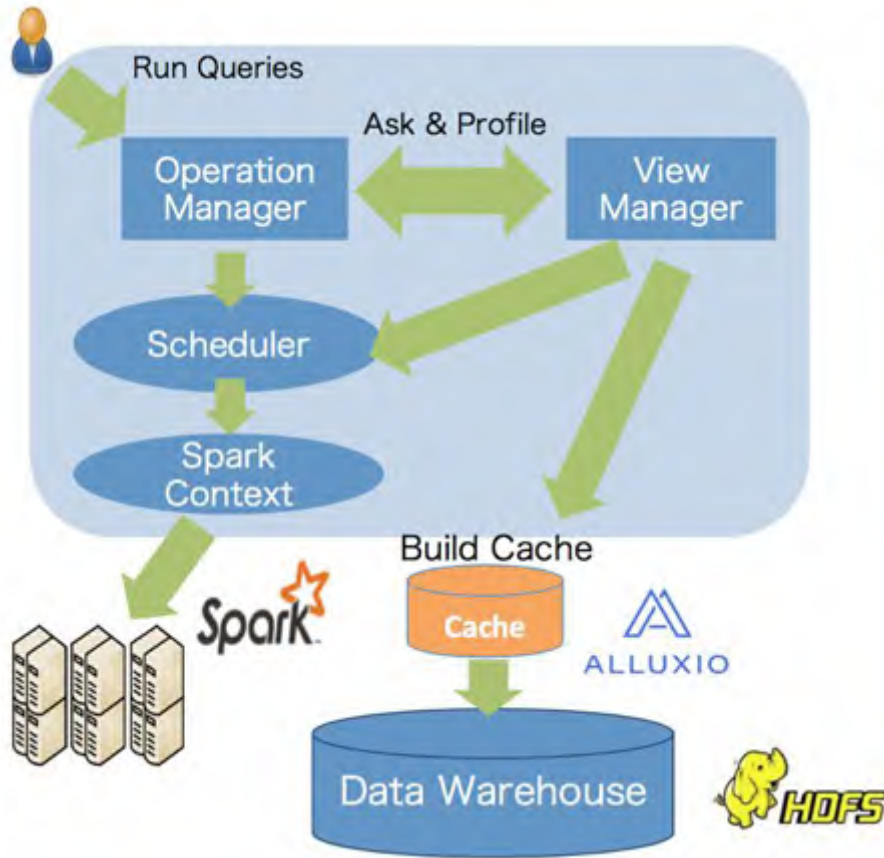 Run Queries
Ask & Profile
Operation
Manager
View
Manager
Scheduler
Spark
Context
Build Cache
Spark
Cache
ALLUXIO
Data Warehouse
HDFS